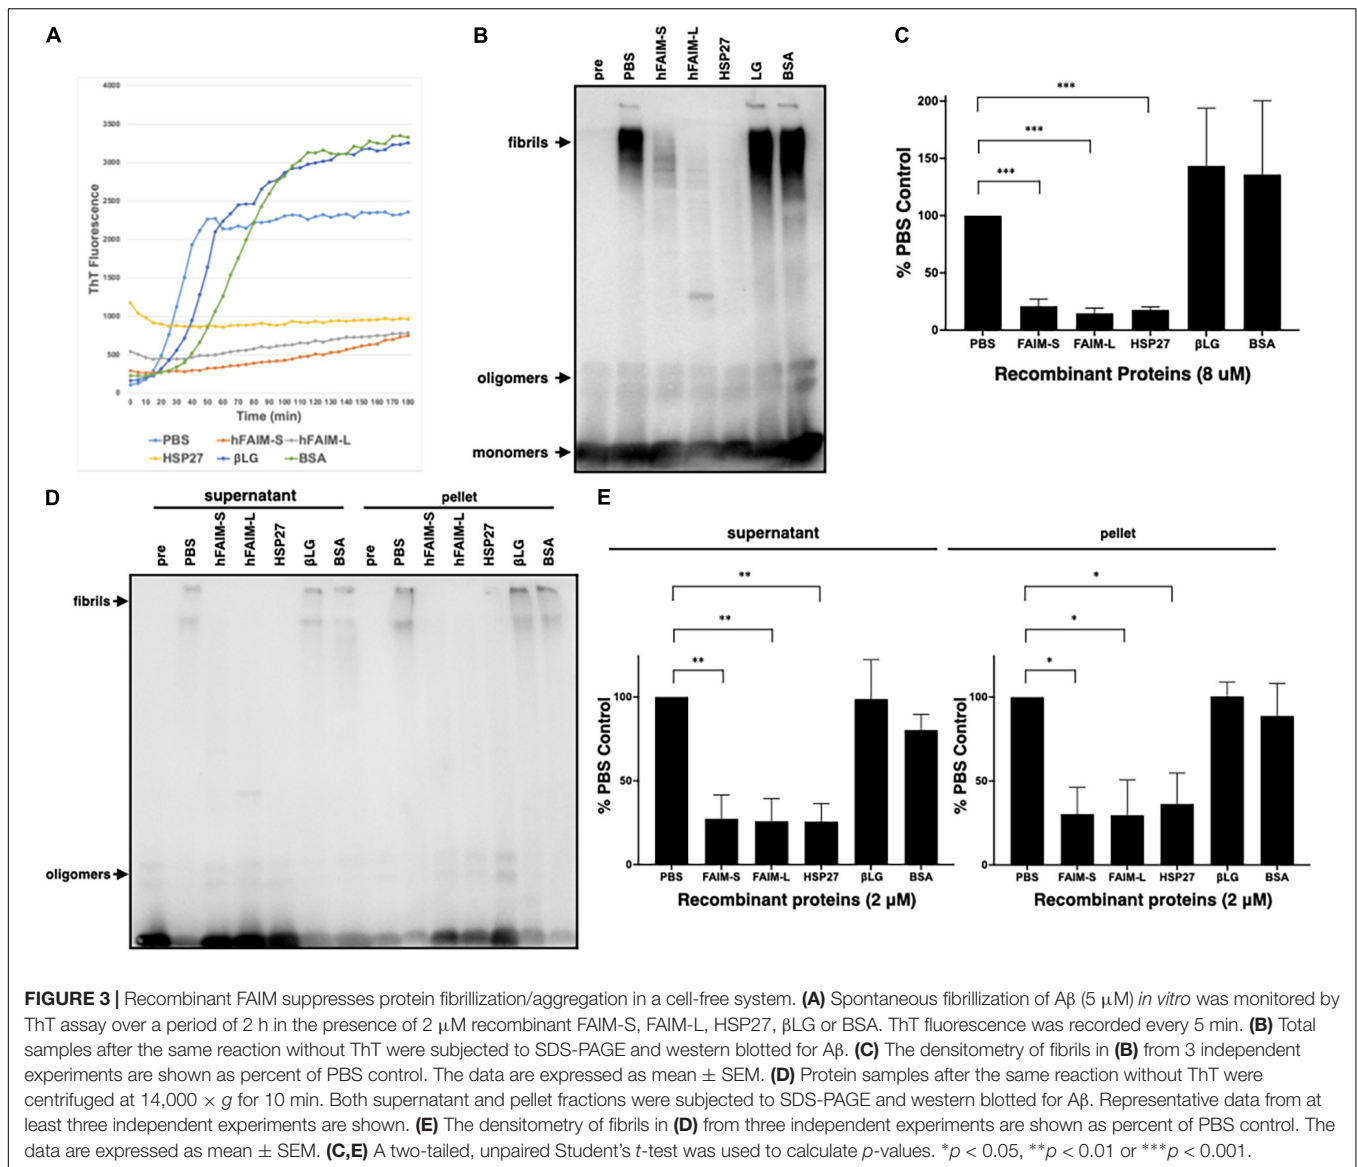 A
4000
3500
3000
2500
2000
1500
1000
500
0
ThT Fluorescence
0 10 20 30 40 50 60 70 80 90 100 110 120 130 140 150 160 170 180
Time (min)
PBS hFAIM-S hFAIM-L
HSP27 βLG BSA
B
pre PBS hFAIM-S hFAIM-L HSP27 LG BSA
fibrils
oligomers
monomers
C
***
***
***
200
150
100
50
0
% PBS Control
PBS FAIM-S FAIM-L HSP27 βLG BSA
Recombinant Proteins (8 uM)
D
supernatant pellet
pre PBS hFAIM-S hFAIM-L HSP27 βLG BSA pre PBS hFAIM-S hFAIM-L HSP27 βLG BSA
fibrils
oligomers
E
supernatant
**
**
**
100
50
0
% PBS Control
PBS FAIM-S FAIM-L HSP27 βLG BSA
Recombinant proteins (2 µM)
pellet
*
*
*
100
50
0
% PBS Control
PBS FAIM-S FAIM-L HSP27 βLG BSA
Recombinant proteins (2 µM)
FIGURE 3 | Recombinant FAIM suppresses protein fibrillization/aggregation in a cell-free system. (A) Spontaneous fibrillization of Aβ (5 µM) in vitro was monitored by
ThT assay over a period of 2 h in the presence of 2 µM recombinant FAIM-S, FAIM-L, HSP27, βLG or BSA. ThT fluorescence was recorded every 5 min. (B) Total
samples after the same reaction without ThT were subjected to SDS-PAGE and western blotted for Aβ. (C) The densitometry of fibrils in (B) from 3 independent
experiments are shown as percent of PBS control. The data are expressed as mean ± SEM. (D) Protein samples after the same reaction without ThT were
centrifuged at 14,000 × g for 10 min. Both supernatant and pellet fractions were subjected to SDS-PAGE and western blotted for Aβ. Representative data from at
least three independent experiments are shown. (E) The densitometry of fibrils in (D) from three independent experiments are shown as percent of PBS control. The
data are expressed as mean ± SEM. (C,E) A two-tailed, unpaired Student's t-test was used to calculate p-values. *p < 0.05, **p < 0.01 or ***p < 0.001.